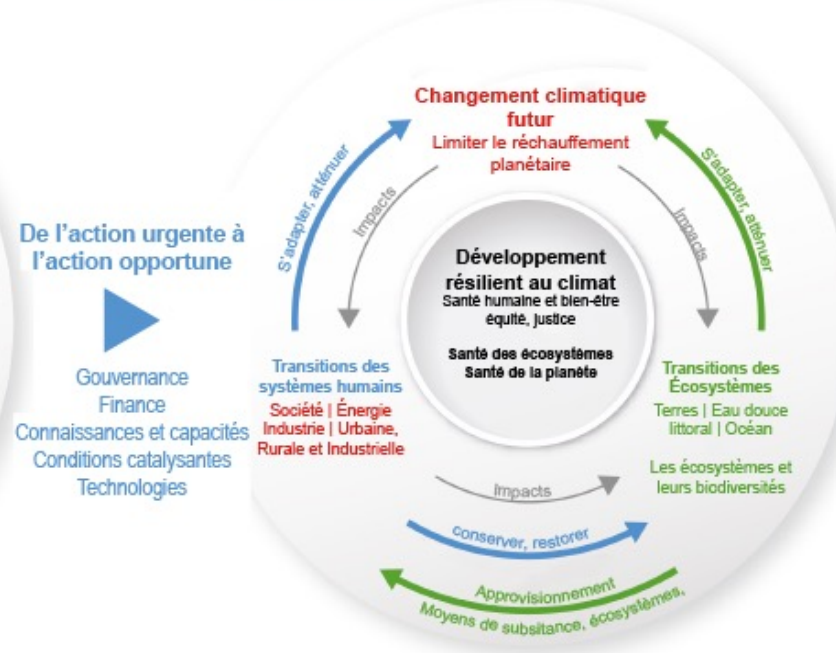 De l'action urgente à
l'action opportune
Gouvernance
Finance
Connaissances et capacités
Conditions catalysantes
Technologies
Changement climatique
futur
Limiter le réchauffement
planétaire
S'adapter, atténuer
Impacts
Impacts
S'adapter, atténuer
Développement
résilient au climat
Santé humaine et bien-être
équité, justice
Santé des écosystèmes
Santé de la planète
Transitions des
systèmes humains
Société | Énergie
Industrie | Urbaine,
Rurale et Industrielle
Transitions des
Écosystèmes
Terres | Eau douce
littoral | Océan
Les écosystèmes et
leurs biodiversités
Impacts
conserver, restorer
Approvisionnement
Moyens de subsitance, écosystèmes,